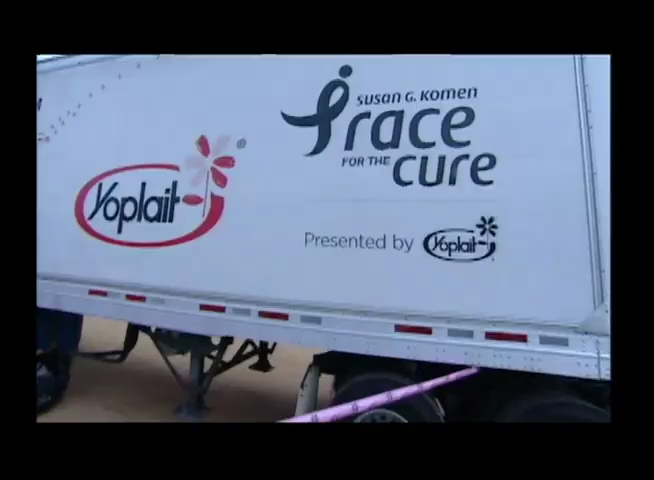 Yoplait ®
SUSAN G. KOMEN
race
FOR THE
cure
Presented by Yoplait